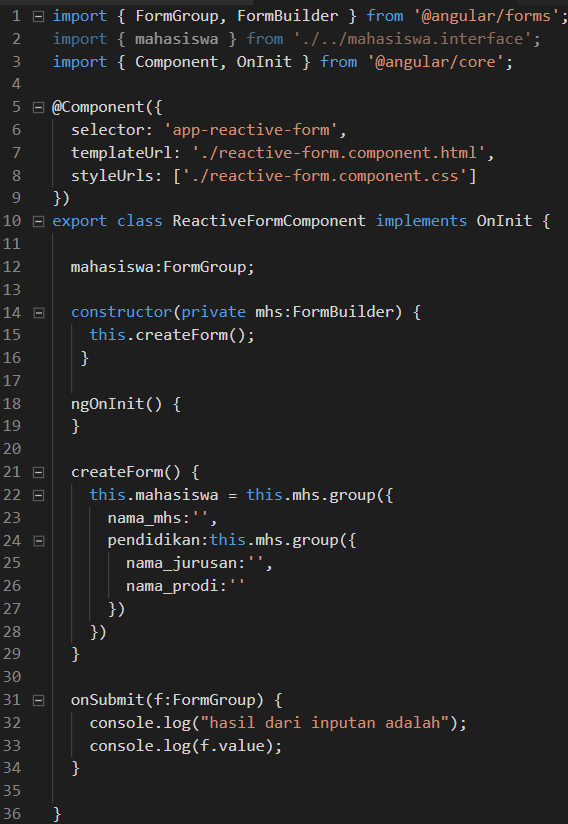 1 import { FormGroup, FormBuilder } from '@angular/forms';
2 import { mahasiswa } from './../mahasiswa.interface';
3 import { Component, OnInit } from '@angular/core';
4
5 @Component({
6   selector: 'app-reactive-form',
7   templateUrl: './reactive-form.component.html',
8   styleUrls: ['./reactive-form.component.css']
9 })
10 export class ReactiveFormComponent implements OnInit {
11
12   mahasiswa:FormGroup;
13
14   constructor(private mhs:FormBuilder) {
15     this.createForm();
16    }
17
18   ngOnInit() {
19   }
20
21   createForm() {
22     this.mahasiswa = this.mhs.group({
23       nama_mhs:'',
24       pendidikan:this.mhs.group({
25         nama_jurusan:'',
26         nama_prodi:''
27       })
28     })
29   }
30
31   onSubmit(f:FormGroup) {
32     console.log("hasil dari inputan adalah");
33     console.log(f.value);
34   }
35
36 }